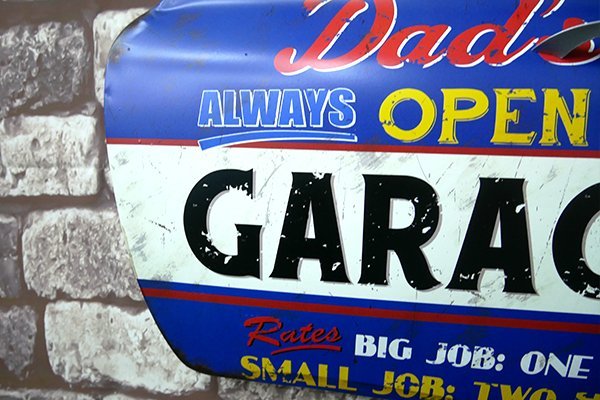 Dad's
ALWAYS OPEN
GARAG
Rates BIG JOB: ONE
SMALL JOB: TWO